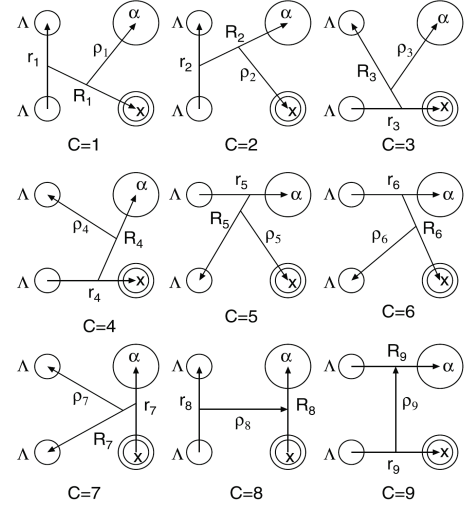 Λ α ρ₁
r₁
R₁
Λ x
C=1
Λ R₂ α
r₂ ρ₂
Λ x
C=2
Λ α ρ₃
R₃
Λ r₃ x
C=3
Λ α
ρ₄ R₄
Λ r₄ x
C=4
Λ r₅ α
R₅ ρ₅
Λ x
C=5
Λ r₆ α
ρ₆ R₆
Λ x
C=6
Λ α
ρ₇ r₇
Λ R₇ x
C=7
Λ α
r₈ ρ₈ R₈
Λ x
C=8
Λ R₉ α
ρ₉
Λ r₉ x
C=9